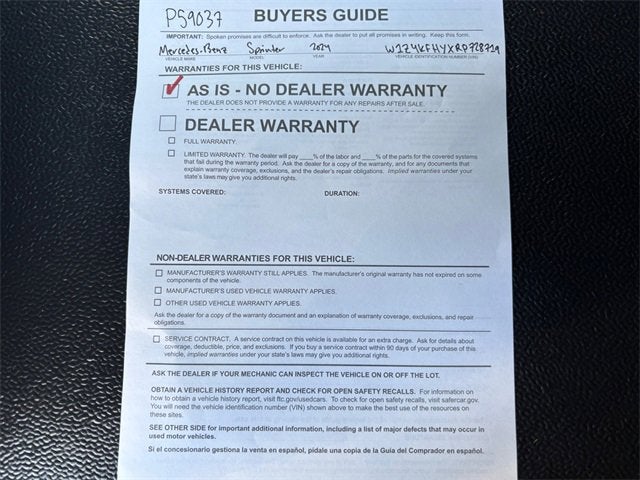 PS9037
BUYERS GUIDE
IMPORTANT: Spoken promises are difficult to enforce. Ask the dealer to put all promises in writing. Keep this form.
Mercedes-Benz Sprinter 2024 W1Z4KFHYXRP728719
VEHICLE MAKE MODEL YEAR VEHICLE IDENTIFICATION NUMBER (VIN)
WARRANTIES FOR THIS VEHICLE:
AS IS - NO DEALER WARRANTY
THE DEALER DOES NOT PROVIDE A WARRANTY FOR ANY REPAIRS AFTER SALE.
DEALER WARRANTY
FULL WARRANTY.
LIMITED WARRANTY. The dealer will pay ____% of the labor and ____% of the parts for the covered systems
that fail during the warranty period. Ask the dealer for a copy of the warranty, and for any documents that
explain warranty coverage, exclusions, and the dealer's repair obligations. Implied warranties under your
state's laws may give you additional rights.
SYSTEMS COVERED: DURATION:
NON-DEALER WARRANTIES FOR THIS VEHICLE:
MANUFACTURER'S WARRANTY STILL APPLIES. The manufacturer's original warranty has not expired on some
components of the vehicle.
MANUFACTURER'S USED VEHICLE WARRANTY APPLIES.
OTHER USED VEHICLE WARRANTY APPLIES.
Ask the dealer for a copy of the warranty document and an explanation of warranty coverage, exclusions, and repair
obligations.
SERVICE CONTRACT. A service contract on this vehicle is available for an extra charge. Ask for details about
coverage, deductible, price, and exclusions. If you buy a service contract within 90 days of your purchase of this
vehicle, implied warranties under your state's laws may give you additional rights.
ASK THE DEALER IF YOUR MECHANIC CAN INSPECT THE VEHICLE ON OR OFF THE LOT.
OBTAIN A VEHICLE HISTORY REPORT AND CHECK FOR OPEN SAFETY RECALLS. For information on
how to obtain a vehicle history report, visit ftc.gov/usedcars. To check for open safety recalls, visit safercar.gov.
You will need the vehicle identification number (VIN) shown above to make the best use of the resources on
these sites.
SEE OTHER SIDE for important additional information, including a list of major defects that may occur in
used motor vehicles.
Si el concesionario gestiona la venta en español, pídale una copia de la Guía del Comprador en español.